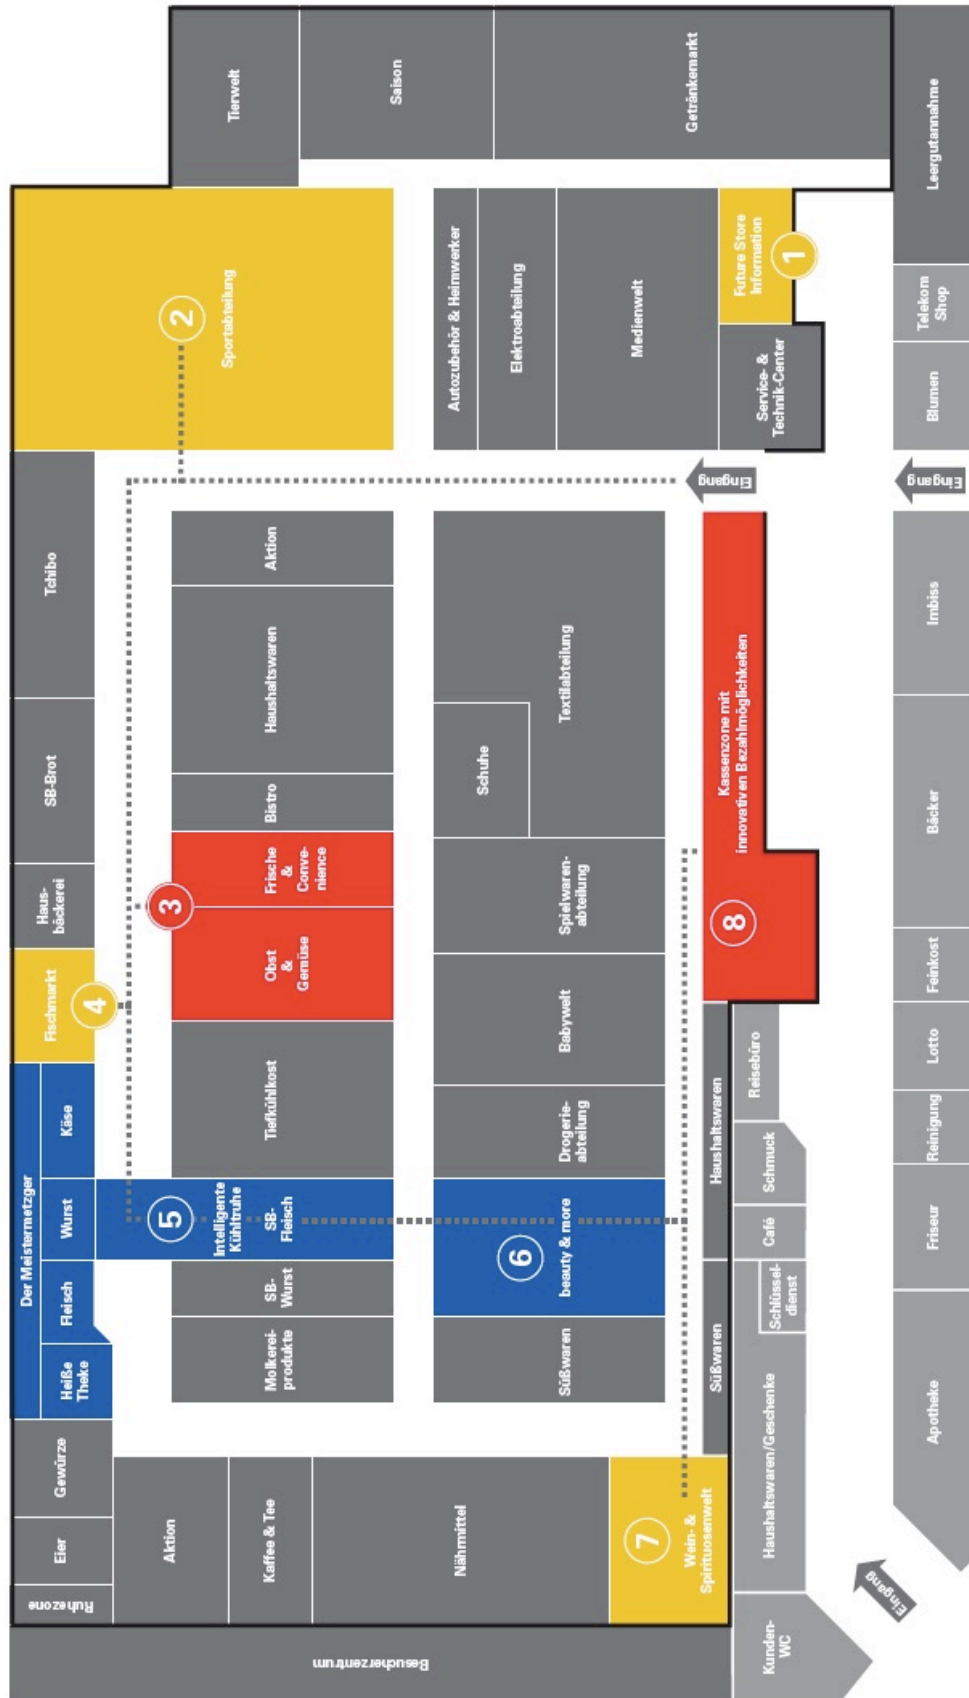 Besucherzentrum
Ruhezone
Eier
Gewürze
Der Meistermetzger
Heiße
Theke
Fleisch
Wurst
Käse
Fischmarkt
4
Haus-
bäckerei
SB-Brot
Tchibo
Sportabteilung
2
Tierwelt
Saison
Getränkemarkt
Aktion
Kaffee & Tee
Nährmittel
7
Wein- &
Spirituosenwelt
Molkerei-
produkte
SB-
Wurst
5
Intelligente
Kühltruhe
SB-
Fleisch
Tiefkühlkost
3
Obst
&
Gemüse
Frische
&
Conve-
nience
Bistro
Haushaltswaren
Aktion
Süßwaren
6
beauty & more
Drogerie-
abteilung
Babywelt
Spielwaren-
abteilung
Schuhe
Textilabteilung
Autozubehör & Heimwerker
Elektroabteilung
Medienwelt
Service- &
Technik-Center
Future Store
Information
1
Süßwaren
Haushaltswaren
8
Kassenzone mit
innovativen Bezahlmöglichkeiten
Eingang
Kunden-
WC
Haushaltswaren/Geschenke
Schlüssel-
dienst
Café
Schmuck
Reisebüro
Eingang
Apotheke
Friseur
Reinigung
Lotto
Feinkost
Bäcker
Imbiss
Eingang
Blumen
Telekom
Shop
Leergutannahme